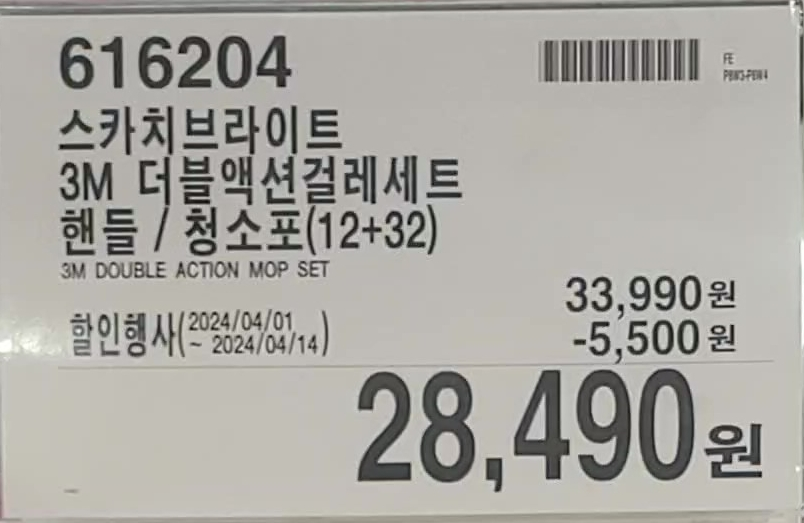 616204
FE
P8W3-P8W4
스카치브라이트
3M 더블액션걸레세트
핸들 / 청소포(12+32)
3M DOUBLE ACTION MOP SET
33,990원
할인행사(2024/04/01 ~ 2024/04/14)
-5,500원
28,490원